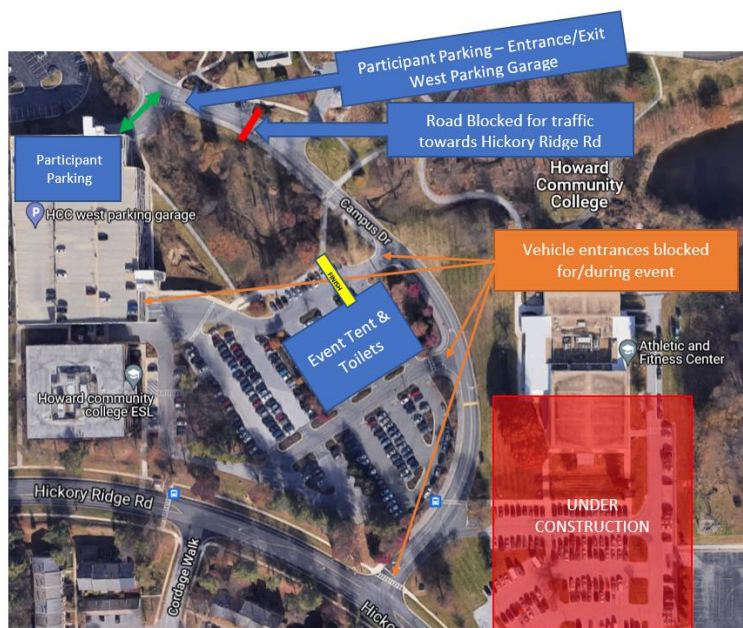 Participant Parking – Entrance/Exit
West Parking Garage
Road Blocked for traffic
towards Hickory Ridge Rd
Participant
Parking
P
HCC west parking garage
Howard
Community
College
Campus Dr
Vehicle entrances blocked
for/during event
FINISH
Event Tent &
Toilets
Athletic and
Fitness Center
Howard community
college ESL
UNDER
CONSTRUCTION
Hickory Ridge Rd
Cordage Walk
Hicko